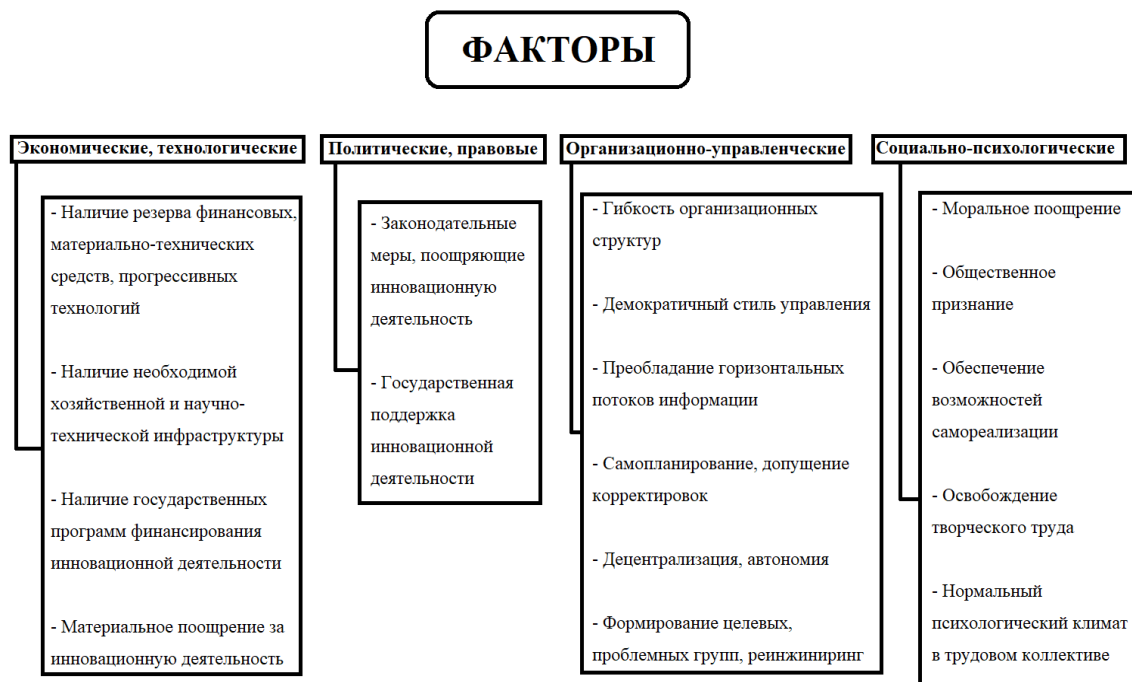 ФАКТОРЫ
Экономические, технологические
- Наличие резерва финансовых,
материально-технических
средств, прогрессивных
технологий
- Наличие необходимой
хозяйственной и научно-
технической инфраструктуры
- Наличие государственных
программ финансирования
инновационной деятельности
- Материальное поощрение за
инновационную деятельность
Политические, правовые
- Законодательные
меры, поощряющие
инновационную
деятельность
- Государственная
поддержка
инновационной
деятельности
Организационно-управленческие
- Гибкость организационных
структур
- Демократичный стиль управления
- Преобладание горизонтальных
потоков информации
- Самопланирование, допущение
корректировок
- Децентрализация, автономия
- Формирование целевых,
проблемных групп, реинжиниринг
Социально-психологические
- Моральное поощрение
- Общественное
признание
- Обеспечение
возможностей
самореализации
- Освобождение
творческого труда
- Нормальный
психологический климат
в трудовом коллективе